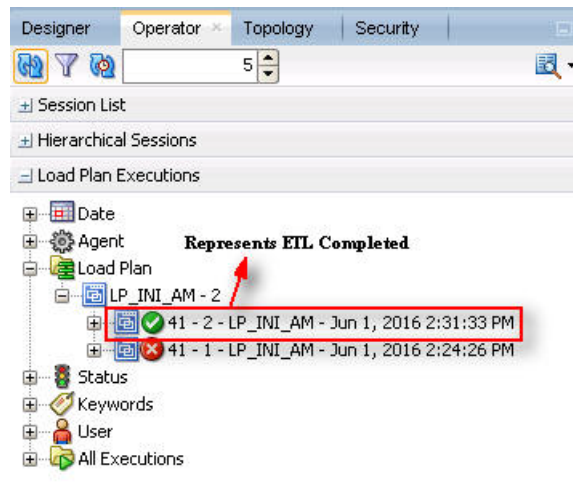 Designer Operator × Topology Security
5
Session List
Hierarchical Sessions
Load Plan Executions
Date
Agent Represents ETL Completed
Load Plan
LP_INI_AM - 2
41 - 2 - LP_INI_AM - Jun 1, 2016 2:31:33 PM
41 - 1 - LP_INI_AM - Jun 1, 2016 2:24:26 PM
Status
Keywords
User
All Executions